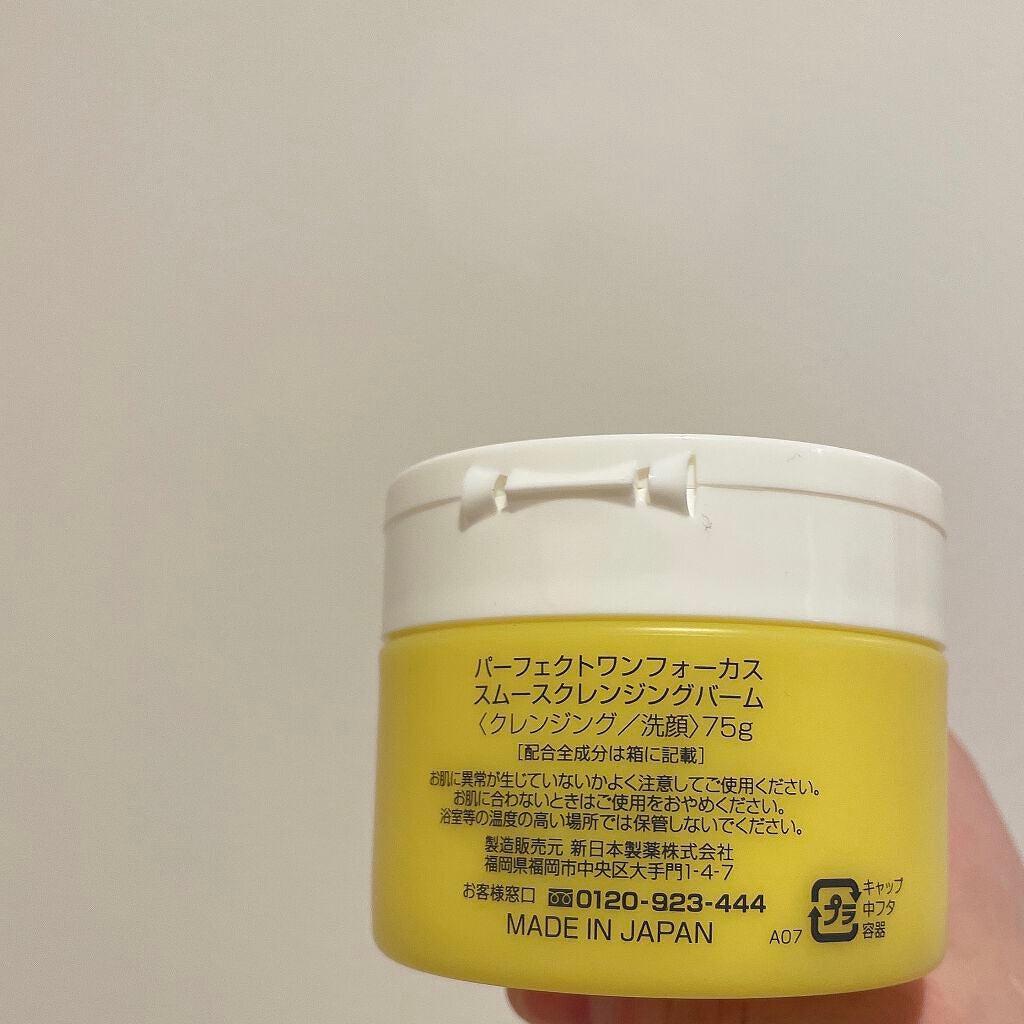 パーフェクトワンフォーカス
スムースクレンジングバーム
〈クレンジング／洗顔〉75g
［配合全成分は箱に記載］
お肌に異常が生じていないかよく注意してご使用ください。
お肌に合わないときはご使用をおやめください。
浴室等の温度の高い場所では保管しないでください。
製造販売元 新日本製薬株式会社
福岡県福岡市中央区大手門1-4-7
お客様窓口 0120-923-444
MADE IN JAPAN
A07
プラ
キャップ
中フタ
容器